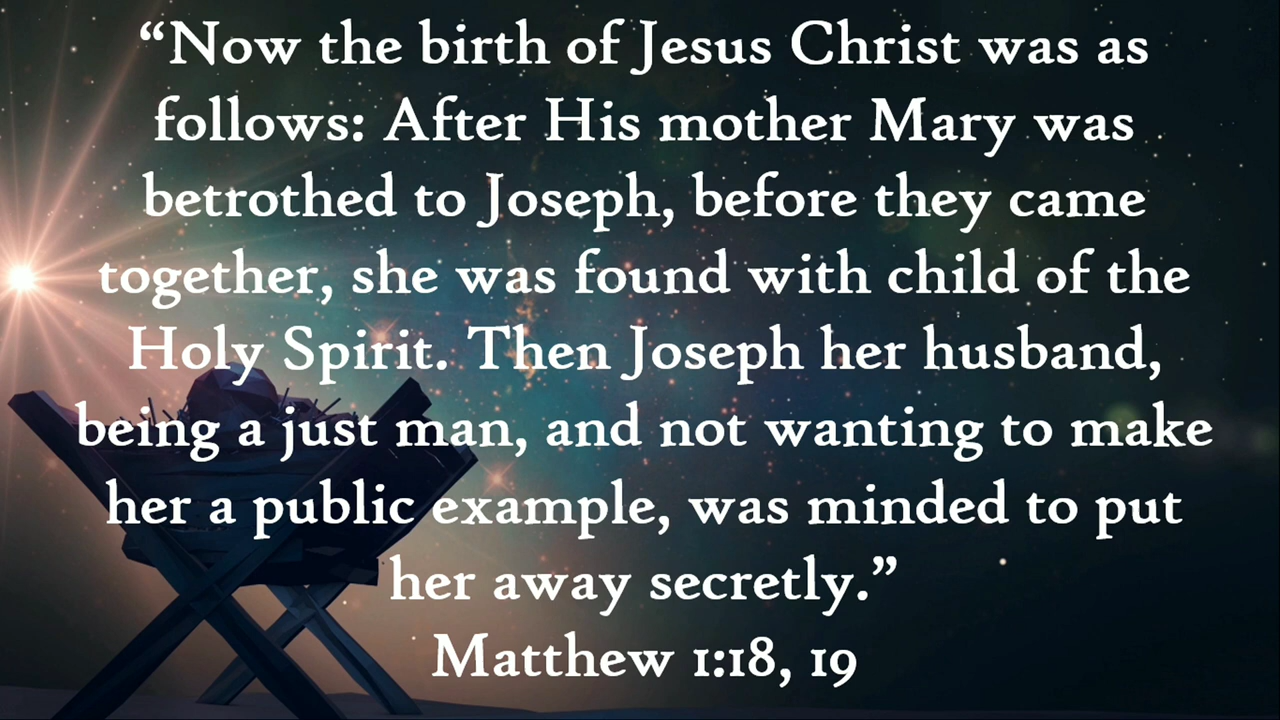 “Now the birth of Jesus Christ was as
follows: After His mother Mary was
betrothed to Joseph, before they came
together, she was found with child of the
Holy Spirit. Then Joseph her husband,
being a just man, and not wanting to make
her a public example, was minded to put
her away secretly.”
Matthew 1:18, 19